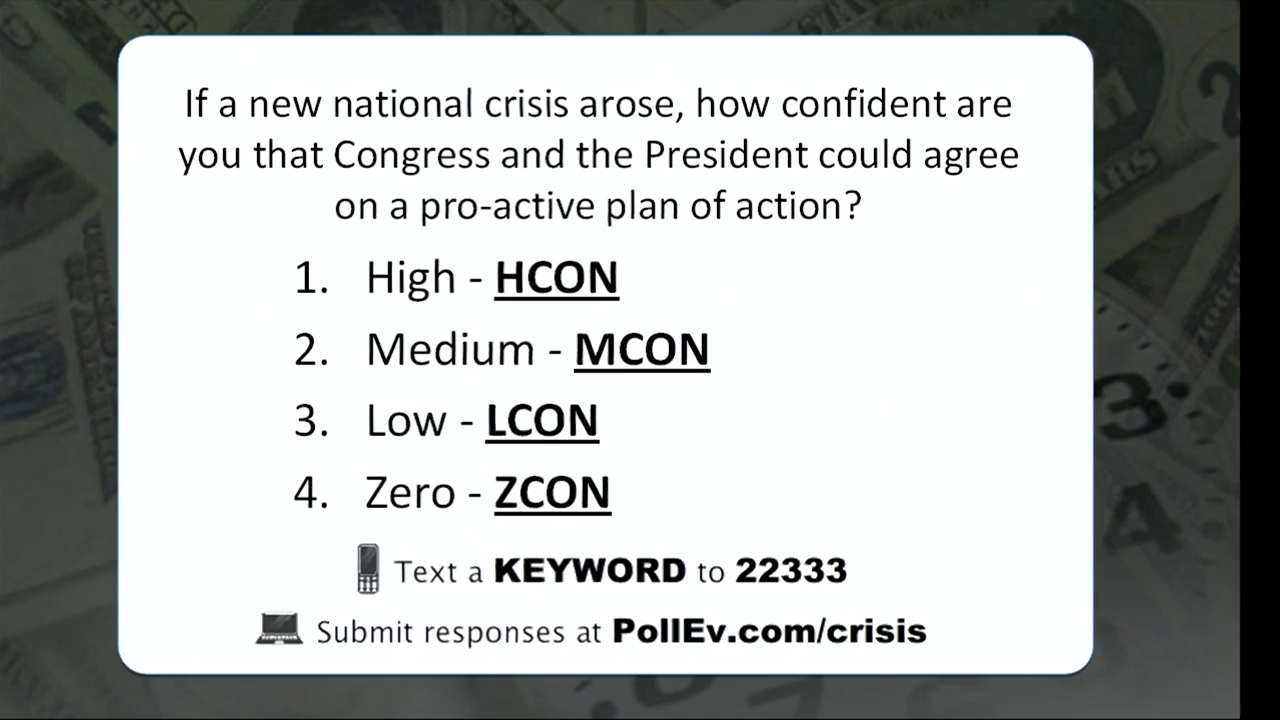 If a new national crisis arose, how confident are
you that Congress and the President could agree
on a pro-active plan of action?
1. High - HCON
2. Medium - MCON
3. Low - LCON
4. Zero - ZCON
Text a KEYWORD to 22333
Submit responses at PollEv.com/crisis